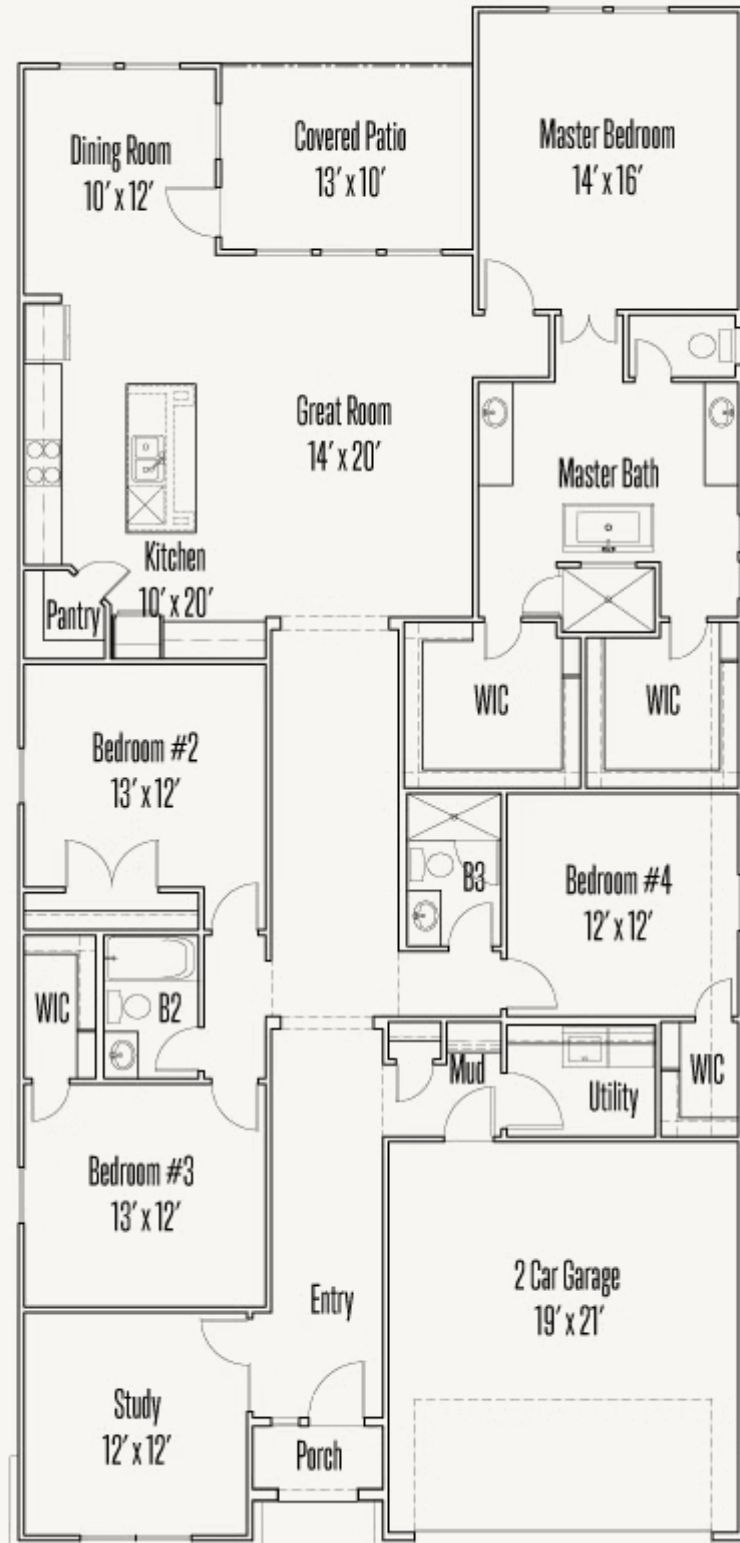 Dining Room
10' x 12'
Covered Patio
13' x 10'
Master Bedroom
14' x 16'
Great Room
14' x 20'
Master Bath
Kitchen
10' x 20'
Pantry
WIC
WIC
Bedroom #2
13' x 12'
B3
Bedroom #4
12' x 12'
WIC
B2
Mud
Utility
WIC
Bedroom #3
13' x 12'
2 Car Garage
19' x 21'
Entry
Study
12' x 12'
Porch